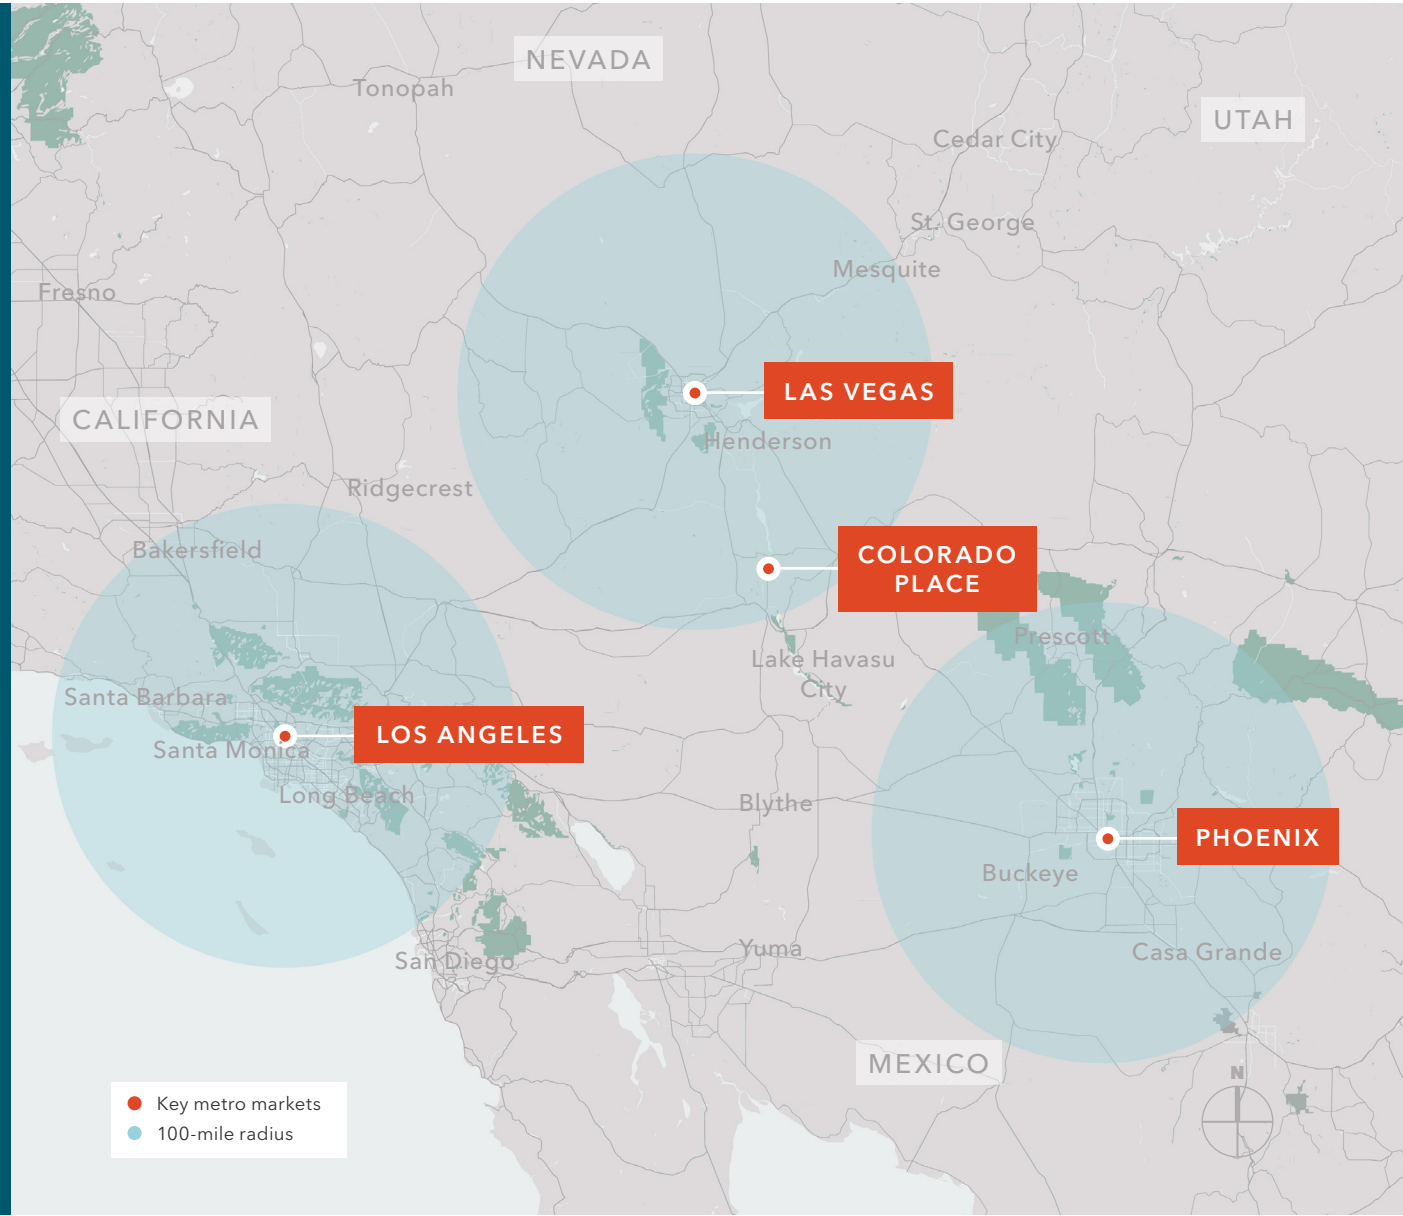 NEVADA
Tonopah
UTAH
Cedar City
St. George
Mesquite
Fresno
LAS VEGAS
CALIFORNIA
Henderson
Ridgecrest
Bakersfield
COLORADO
PLACE
Prescott
Lake Havasu
City
Santa Barbara
LOS ANGELES
Santa Monica
Long Beach
Blythe
PHOENIX
Buckeye
Yuma
Casa Grande
San Diego
MEXICO
N
Key metro markets
100-mile radius